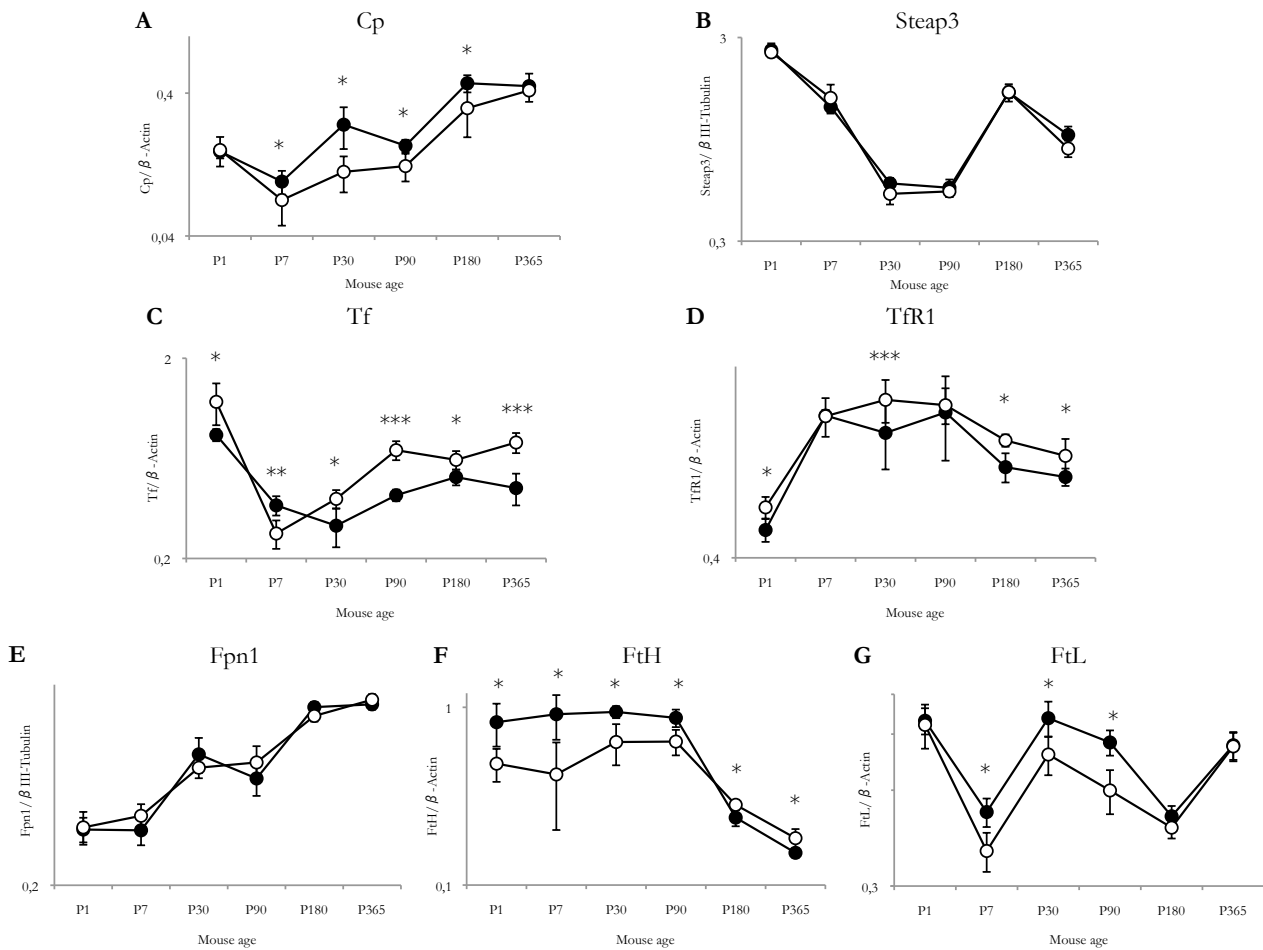 A Cp
*
*
*
*
0,4
Cp/β-Actin
0,04
P1 P7 P30 P90 P180 P365
Mouse age
B Steap3
3
Steap3/βIII-Tubulin
0,3
P1 P7 P30 P90 P180 P365
Mouse age
C Tf
2
*
**
*
***
*
***
Tf/β-Actin
0,2
P1 P7 P30 P90 P180 P365
Mouse age
D TfR1
*
***
*
*
TfR1/β-Actin
0,4
P1 P7 P30 P90 P180 P365
Mouse age
E Fpn1
Fpn1/βIII-Tubulin
0,2
P1 P7 P30 P90 P180 P365
Mouse age
F FtH
* * * *
1
*
*
FtH/β-Actin
0,1
P1 P7 P30 P90 P180 P365
Mouse age
G FtL
*
*
*
FtL/β-Actin
0,3
P1 P7 P30 P90 P180 P365
Mouse age